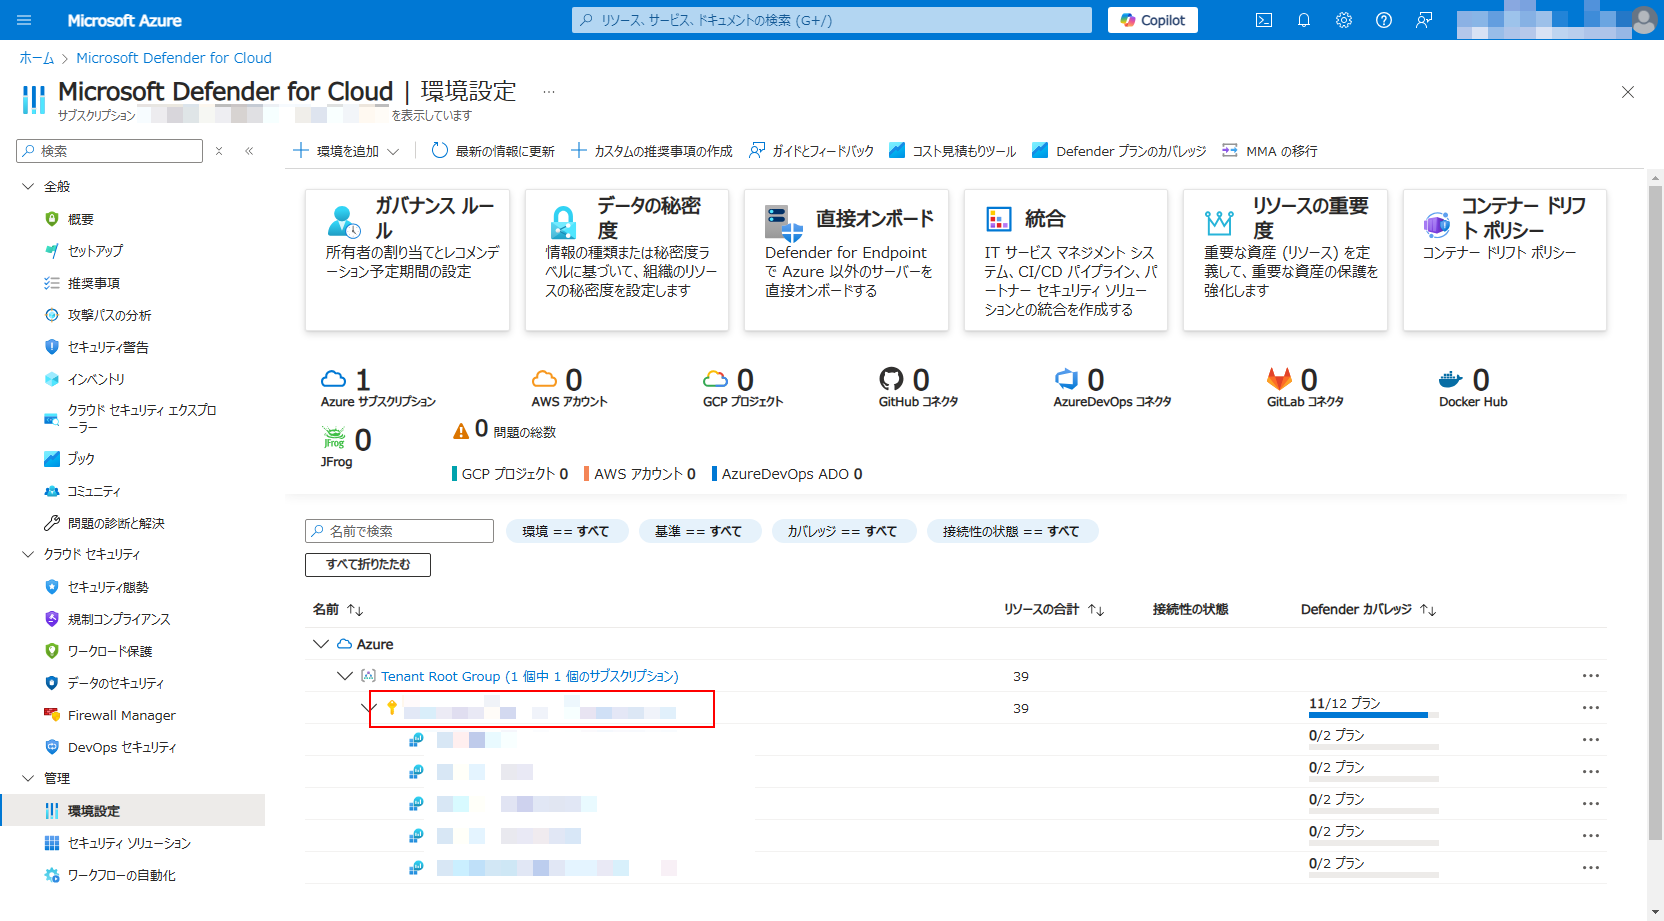 Microsoft Azure
リソース、サービス、ドキュメントの検索 (G+/)
Copilot
ホーム > Microsoft Defender for Cloud
Microsoft Defender for Cloud | 環境設定 …
サブスクリプション
を表示しています
検索
環境を追加
最新の情報に更新
カスタムの推奨事項の作成
ガイドとフィードバック
コスト見積もりツール
Defender プランのカバレッジ
MMA の移行
全般
概要
セットアップ
推奨事項
攻撃パスの分析
セキュリティ警告
インベントリ
クラウド セキュリティ エクスプロ
ーラー
ブック
コミュニティ
問題の診断と解決
クラウド セキュリティ
セキュリティ態勢
規制コンプライアンス
ワークロード保護
データのセキュリティ
Firewall Manager
DevOps セキュリティ
管理
環境設定
セキュリティ ソリューション
ワークフローの自動化
ガバナンス ルー
ル
所有者の割り当てとレコメンデ
ーション予定期間の設定
データの秘密
度
情報の種類または秘密度ラ
ベルに基づいて、組織のリソー
スの秘密度を設定します
直接オンボード
Defender for Endpoint
で Azure 以外のサーバーを
直接オンボードする
統合
IT サービス マネジメント シス
テム、CI/CD パイプライン、パ
ートナー セキュリティ ソリュー
ションとの統合を作成する
リソースの重要
度
重要な資産 (リソース) を定
義して、重要な資産の保護を
強化します
コンテナー ドリフ
ト ポリシー
コンテナー ドリフト ポリシー
1
Azure サブスクリプション
0
AWS アカウント
0
GCP プロジェクト
0
GitHub コネクタ
0
AzureDevOps コネクタ
0
GitLab コネクタ
0
Docker Hub
JFrog
0
JFrog
0 問題の総数
GCP プロジェクト 0
AWS アカウント 0
AzureDevOps ADO 0
名前で検索
環境 == すべて
基準 == すべて
カバレッジ == すべて
接続性の状態 == すべて
すべて折りたたむ
名前 ↑↓
リソースの合計 ↑↓
接続性の状態
Defender カバレッジ ↑↓
Azure
Tenant Root Group (1 個中 1 個のサブスクリプション)
39
39
11/12 プラン
0/2 プラン
0/2 プラン
0/2 プラン
0/2 プラン
0/2 プラン